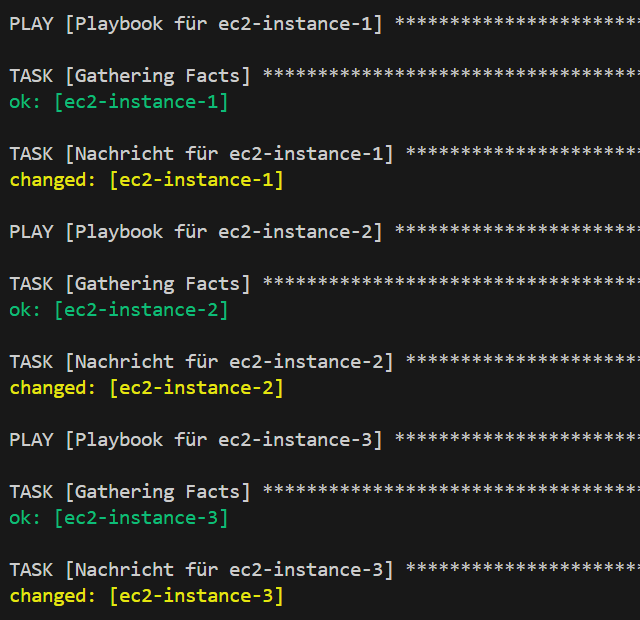 PLAY [Playbook für ec2-instance-1] ***********************
TASK [Gathering Facts] ***********************************
ok: [ec2-instance-1]
TASK [Nachricht für ec2-instance-1] **********************
changed: [ec2-instance-1]
PLAY [Playbook für ec2-instance-2] ***********************
TASK [Gathering Facts] ***********************************
ok: [ec2-instance-2]
TASK [Nachricht für ec2-instance-2] **********************
changed: [ec2-instance-2]
PLAY [Playbook für ec2-instance-3] ***********************
TASK [Gathering Facts] ***********************************
ok: [ec2-instance-3]
TASK [Nachricht für ec2-instance-3] **********************
changed: [ec2-instance-3]